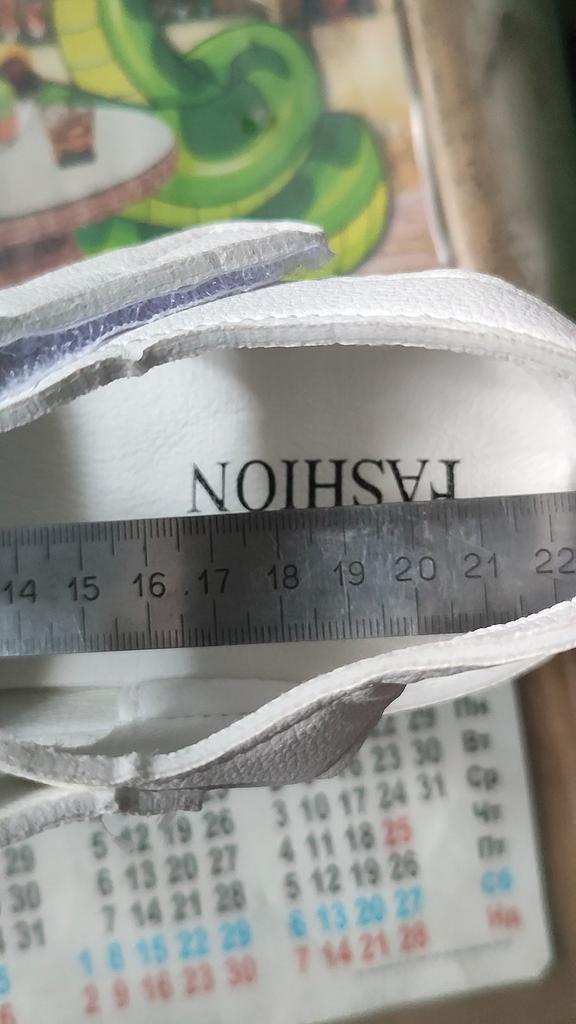 FASHION
14 15 16 17 18 19 20 21 22
22 29 Пн
23 30 Вт
29 5 12 19 26 3 10 17 24 31 Ср
30 6 13 20 27 4 11 18 25 Чт
31 7 14 21 28 5 12 19 26 Пт
1 8 15 22 29 6 13 20 27 Сб
2 9 16 23 30 7 14 21 28 Нд